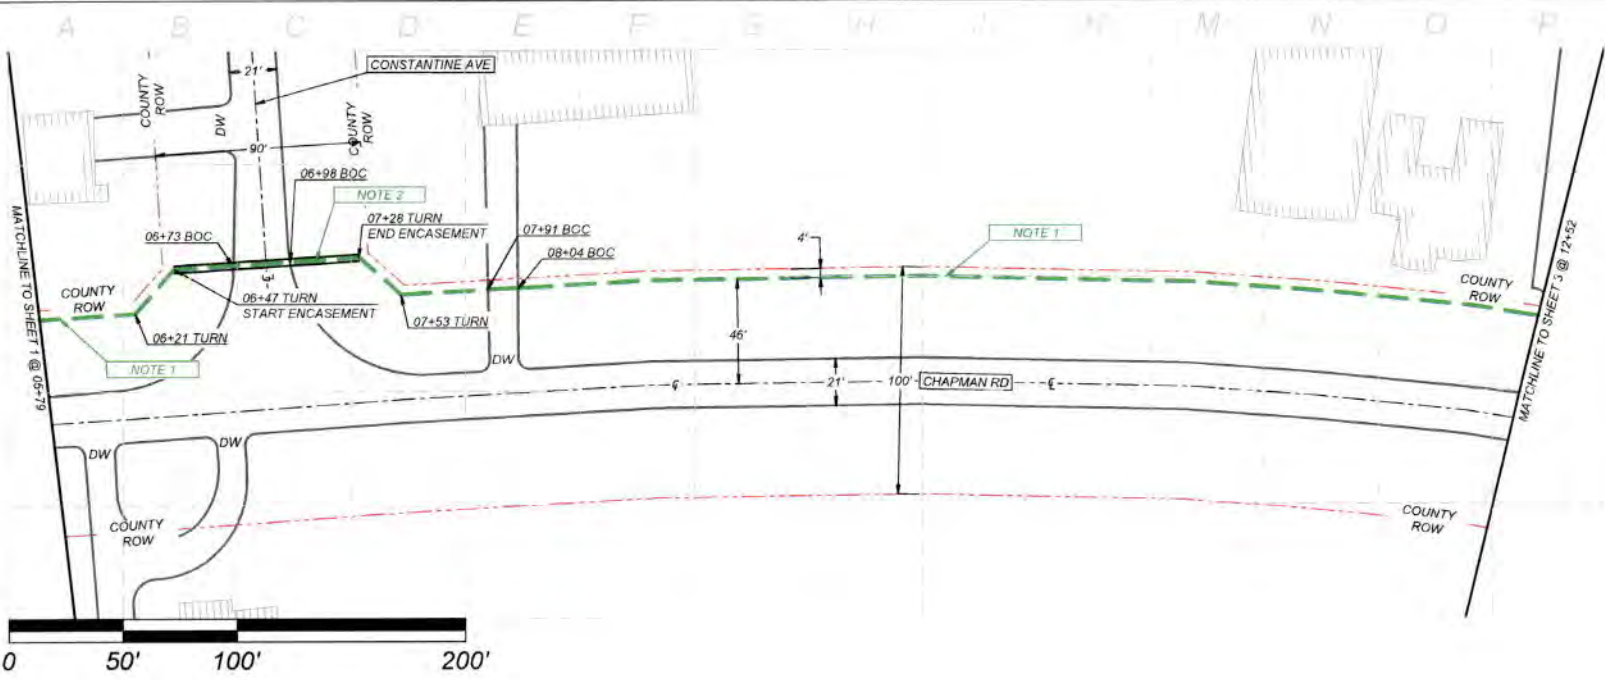 A B C D E F G H J K M N O P
CONSTANTINE AVE
21'
COUNTY
ROW
DW
COUNTY
ROW
90'
06+98 BOC
NOTE 2
07+28 TURN
END ENCASEMENT
06+73 BOC
07+91 BOC
08+04 BOC
4'
NOTE 1
MATCHLINE TO SHEET 1 @ 05+79
MATCHLINE TO SHEET 3 @ 12+52
COUNTY
ROW
06+47 TURN
START ENCASEMENT
COUNTY
ROW
06+21 TURN
07+53 TURN
46'
NOTE 1
DW
21'
100'
CHAPMAN RD
DW
DW
COUNTY
ROW
COUNTY
ROW
0 50' 100' 200'